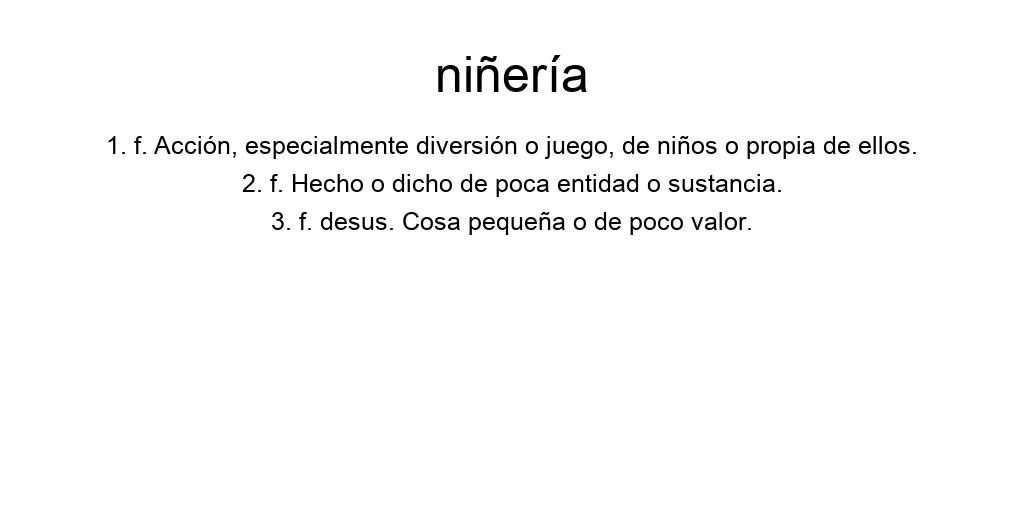 niñería
1. f. Acción, especialmente diversión o juego, de niños o propia de ellos.
2. f. Hecho o dicho de poca entidad o sustancia.
3. f. desus. Cosa pequeña o de poco valor.